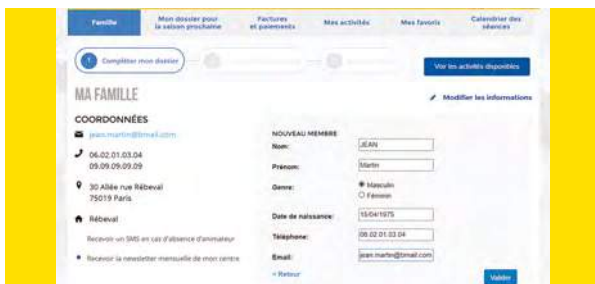 Famille
Mon dossier pour
la saison prochaine
Factures
et paiements
Mes activités
Mes favoris
Calendrier des
séances
1 Compléter mon dossier
Voir les activités disponibles
MA FAMILLE
Modifier les informations
COORDONNÉES
jean.martin@bmail.com
06.02.01.03.04
09.09.09.09.09
30 Allée rue Rébeval
75019 Paris
Rébeval
Recevoir un SMS en cas d'absence d'animateur
Recevoir la newsletter mensuelle de mon centre
NOUVEAU MEMBRE
Nom: JEAN
Prénom: Martin
Genre: Masculin
Féminin
Date de naissance: 15/04/1975
Téléphone: 06.02.01.03.04
Email: jean.martin@bmail.com
< Retour
Valider